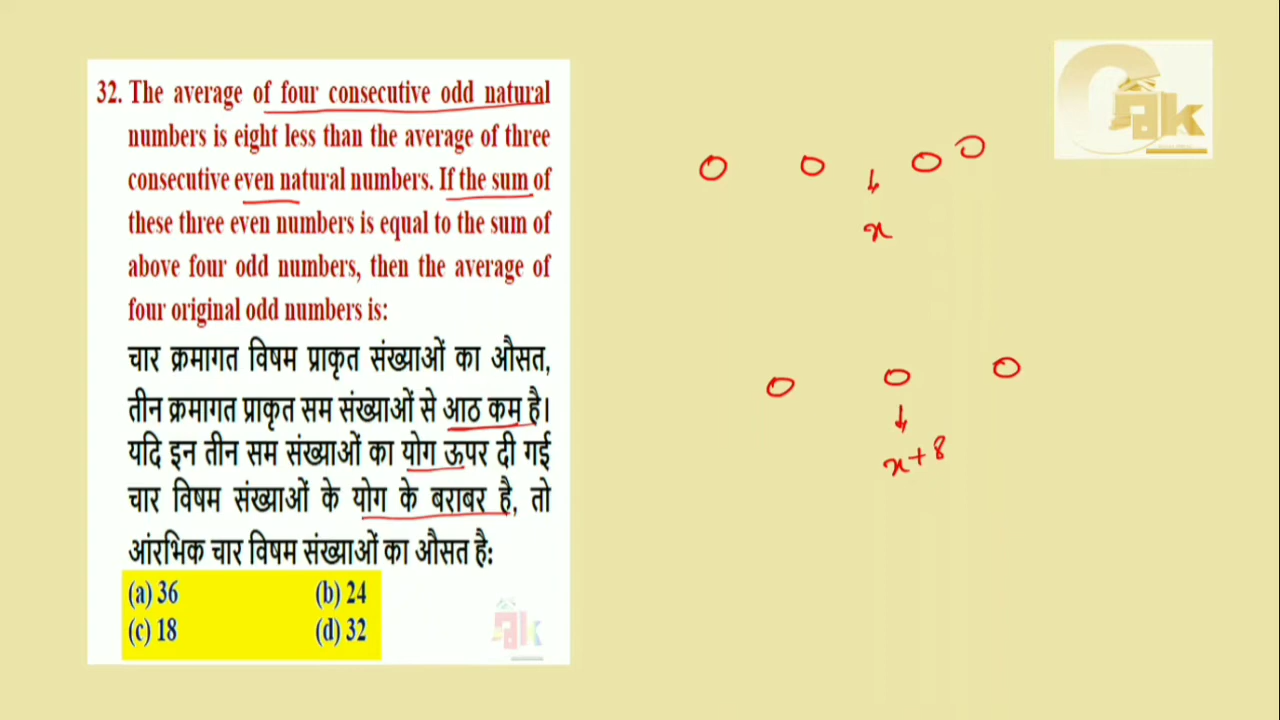 32. The average of four consecutive odd natural
numbers is eight less than the average of three
consecutive even natural numbers. If the sum of
these three even numbers is equal to the sum of
above four odd numbers, then the average of
four original odd numbers is:
चार क्रमागत विषम प्राकृत संख्याओं का औसत,
तीन क्रमागत प्राकृत सम संख्याओं से आठ कम है।
यदि इन तीन सम संख्याओं का योग ऊपर दी गई
चार विषम संख्याओं के योग के बराबर है, तो
आंरभिक चार विषम संख्याओं का औसत है:
(a) 36 (b) 24
(c) 18 (d) 32
O O O O
x
O O O
x+8